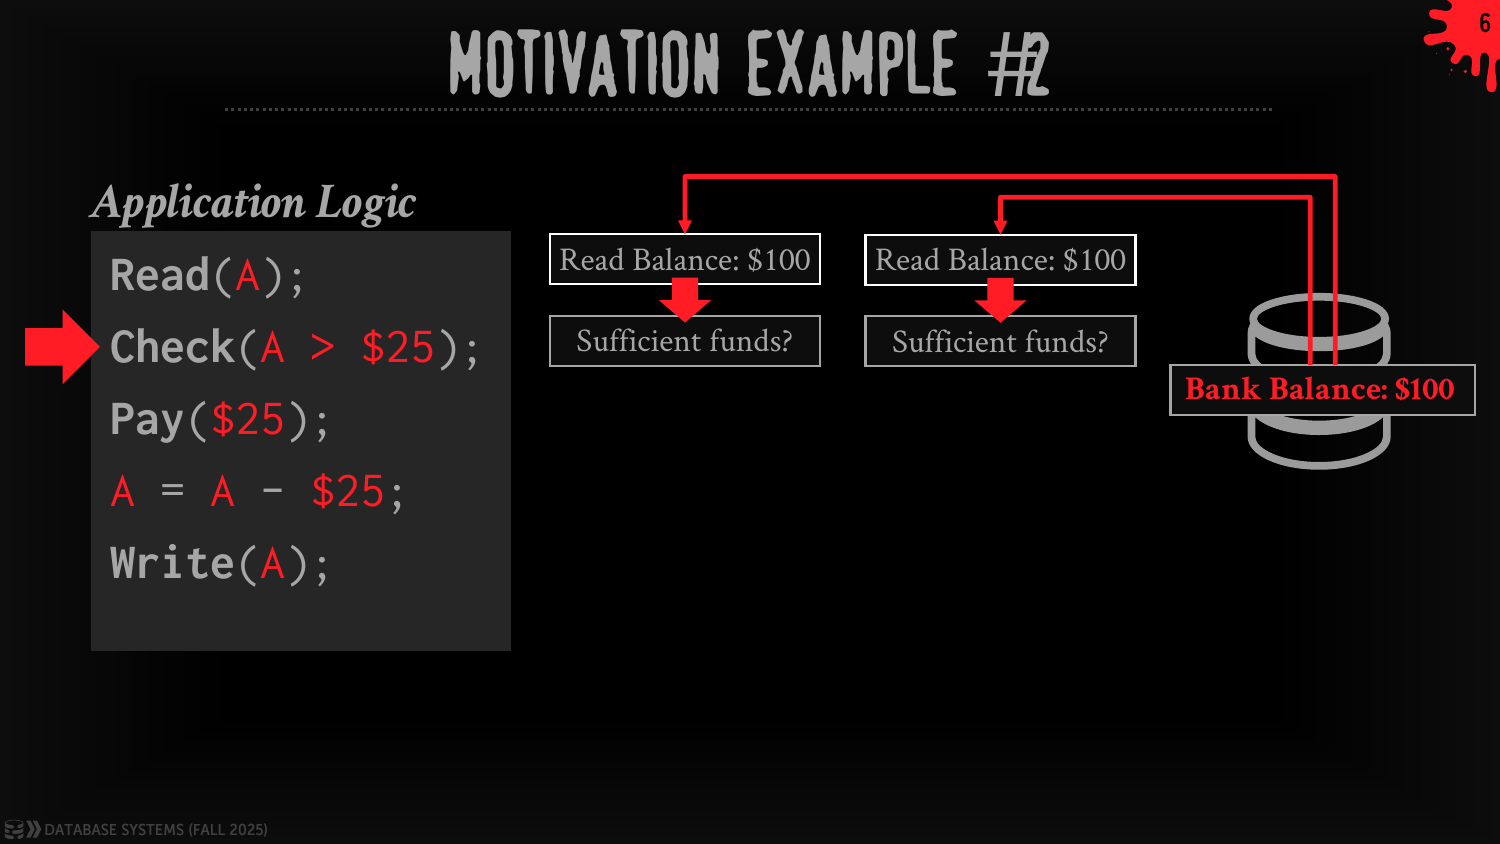 6
MOTIVATION EXAMPLE #2
Application Logic
Read(A);
Check(A > $25);
Pay($25);
A = A - $25;
Write(A);
Read Balance: $100
Sufficient funds?
Read Balance: $100
Sufficient funds?
Bank Balance: $100
DATABASE SYSTEMS (FALL 2025)